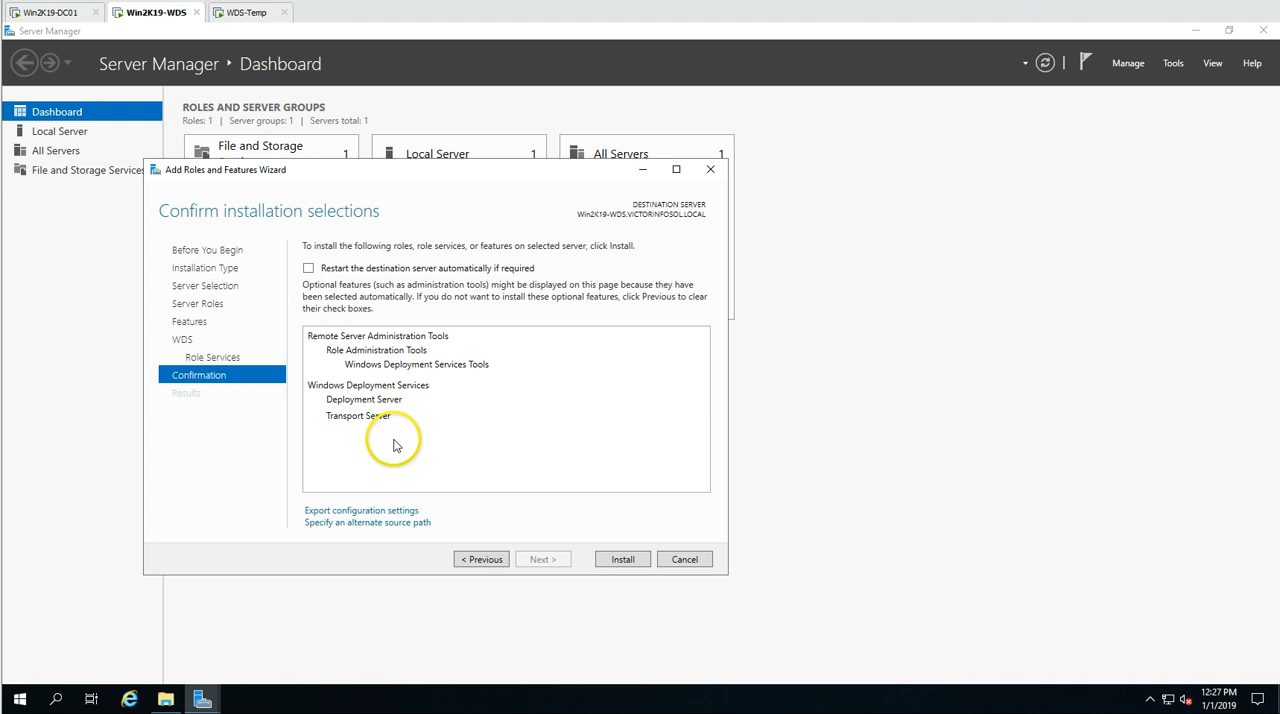 Win2K19-DC01
Win2K19-WDS
WDS-Temp
Server Manager
Server Manager ‣ Dashboard
Manage
Tools
View
Help
Dashboard
Local Server
All Servers
File and Storage Services
ROLES AND SERVER GROUPS
Roles: 1 | Server groups: 1 | Servers total: 1
File and Storage
1
Local Server
1
All Servers
1
Add Roles and Features Wizard
Confirm installation selections
DESTINATION SERVER
Win2K19-WDS.VICTORINFOSOL.LOCAL
Before You Begin
Installation Type
Server Selection
Server Roles
Features
WDS
Role Services
Confirmation
Results
To install the following roles, role services, or features on selected server, click Install.
Restart the destination server automatically if required
Optional features (such as administration tools) might be displayed on this page because they have
been selected automatically. If you do not want to install these optional features, click Previous to clear
their check boxes.
Remote Server Administration Tools
Role Administration Tools
Windows Deployment Services Tools
Windows Deployment Services
Deployment Server
Transport Server
Export configuration settings
Specify an alternate source path
< Previous
Next >
Install
Cancel
12:27 PM
1/1/2019